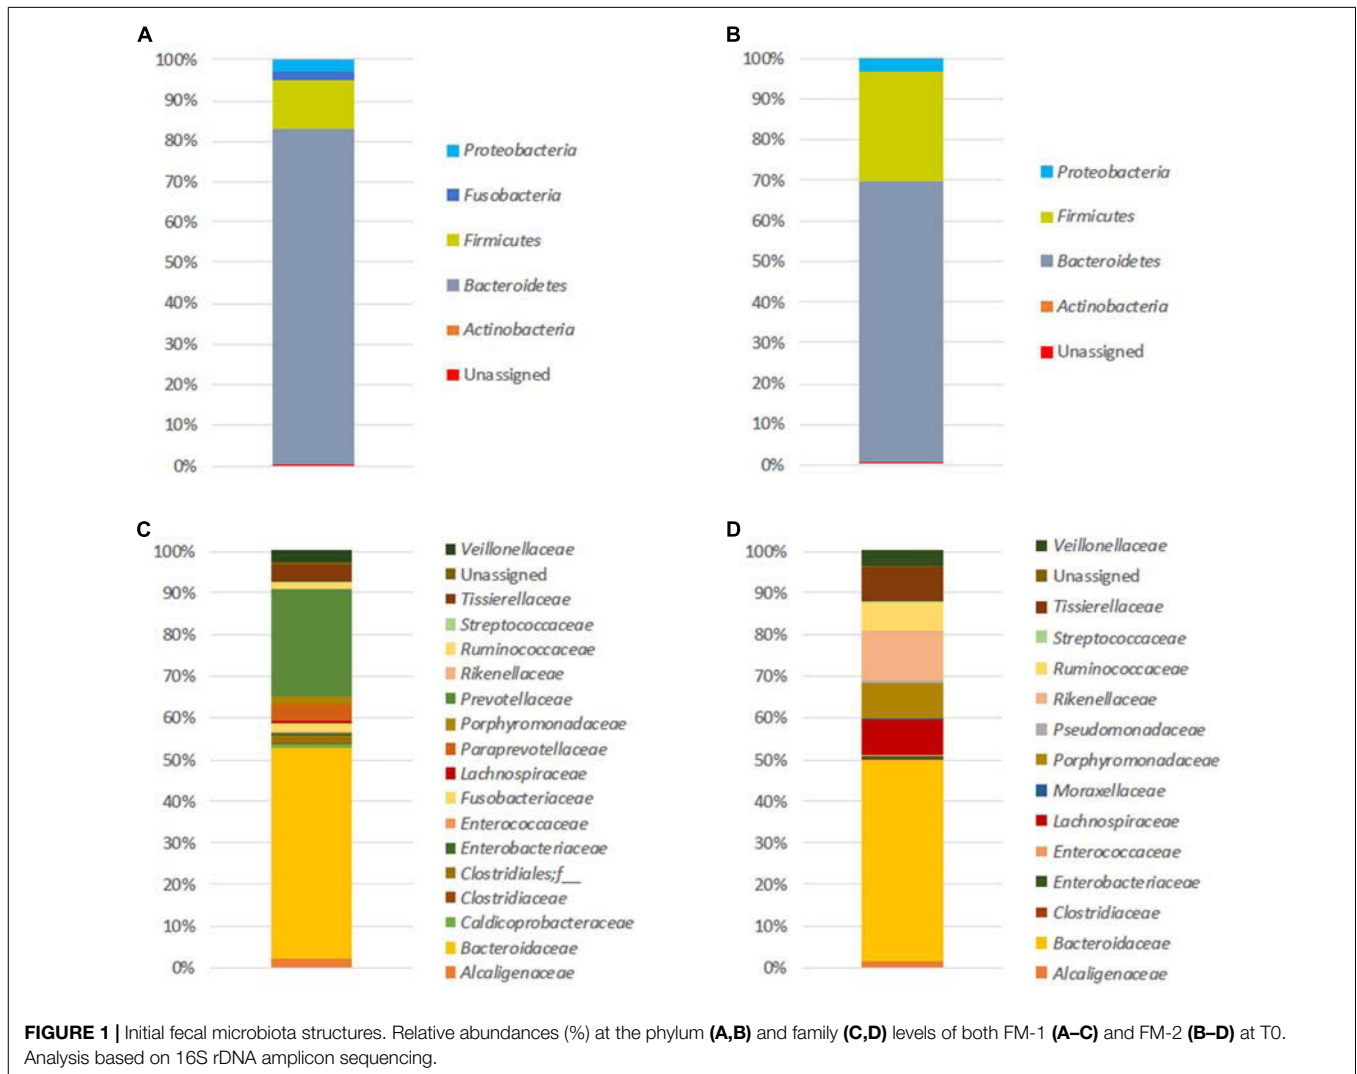 A
100%
90%
80%
70%
60%
50%
40%
30%
20%
10%
0%
Proteobacteria
Fusobacteria
Firmicutes
Bacteroidetes
Actinobacteria
Unassigned
B
100%
90%
80%
70%
60%
50%
40%
30%
20%
10%
0%
Proteobacteria
Firmicutes
Bacteroidetes
Actinobacteria
Unassigned
C
100%
90%
80%
70%
60%
50%
40%
30%
20%
10%
0%
Veillonellaceae
Unassigned
Tissierellaceae
Streptococcaceae
Ruminococcaceae
Rikenellaceae
Prevotellaceae
Porphyromonadaceae
Paraprevotellaceae
Lachnospiraceae
Fusobacteriaceae
Enterococcaceae
Enterobacteriaceae
Clostridiales;f__
Clostridiaceae
Caldicoprobacteraceae
Bacteroidaceae
Alcaligenaceae
D
100%
90%
80%
70%
60%
50%
40%
30%
20%
10%
0%
Veillonellaceae
Unassigned
Tissierellaceae
Streptococcaceae
Ruminococcaceae
Rikenellaceae
Pseudomonadaceae
Porphyromonadaceae
Moraxellaceae
Lachnospiraceae
Enterococcaceae
Enterobacteriaceae
Clostridiaceae
Bacteroidaceae
Alcaligenaceae
FIGURE 1 | Initial fecal microbiota structures. Relative abundances (%) at the phylum (A,B) and family (C,D) levels of both FM-1 (A–C) and FM-2 (B–D) at T0.
Analysis based on 16S rDNA amplicon sequencing.